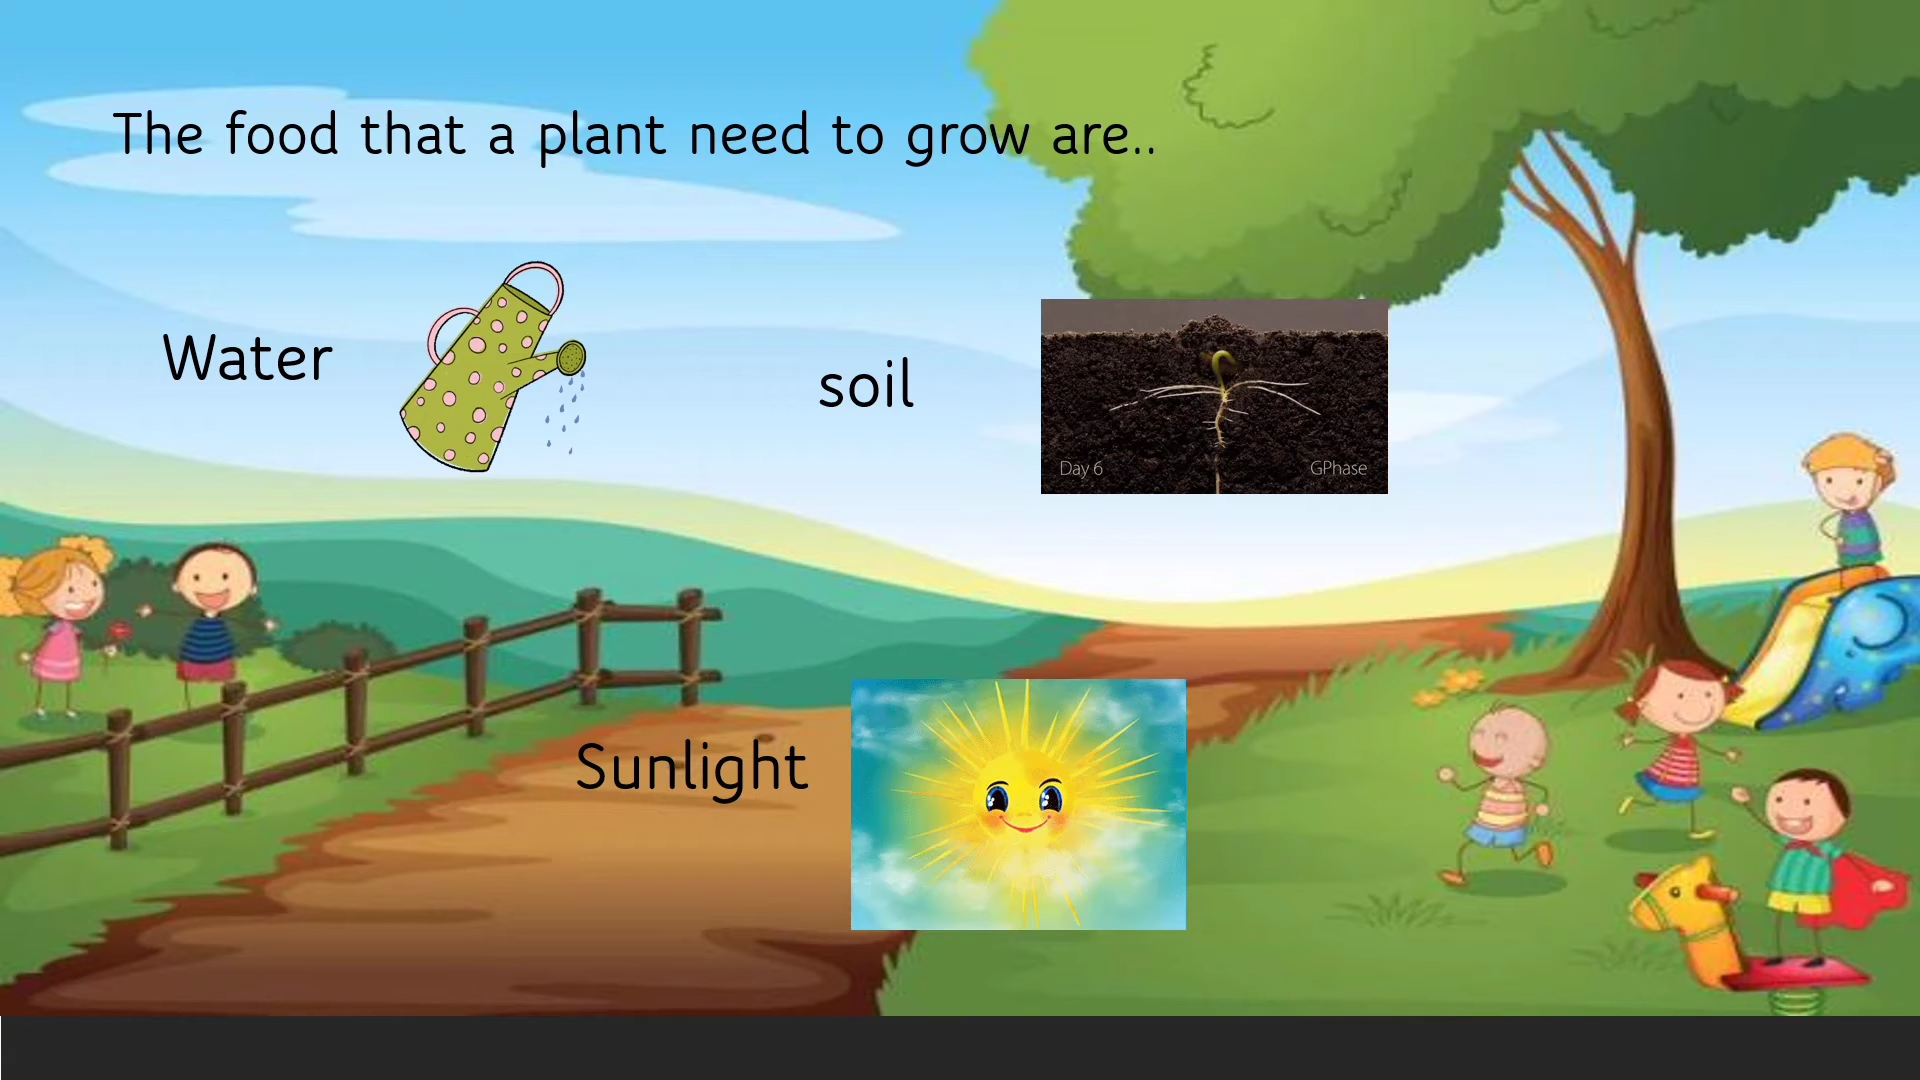 The food that a plant need to grow are..
Water
soil
Day 6
GPhase
Sunlight